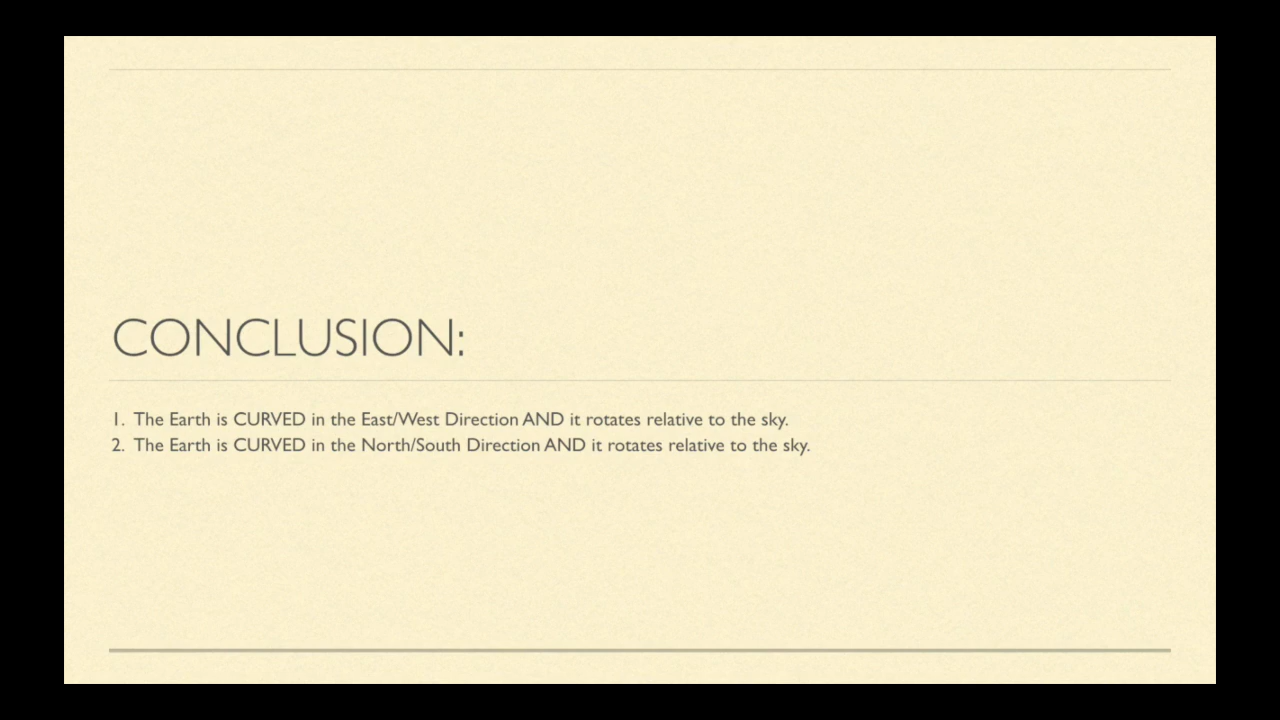 CONCLUSION:
1. The Earth is CURVED in the East/West Direction AND it rotates relative to the sky.
2. The Earth is CURVED in the North/South Direction AND it rotates relative to the sky.